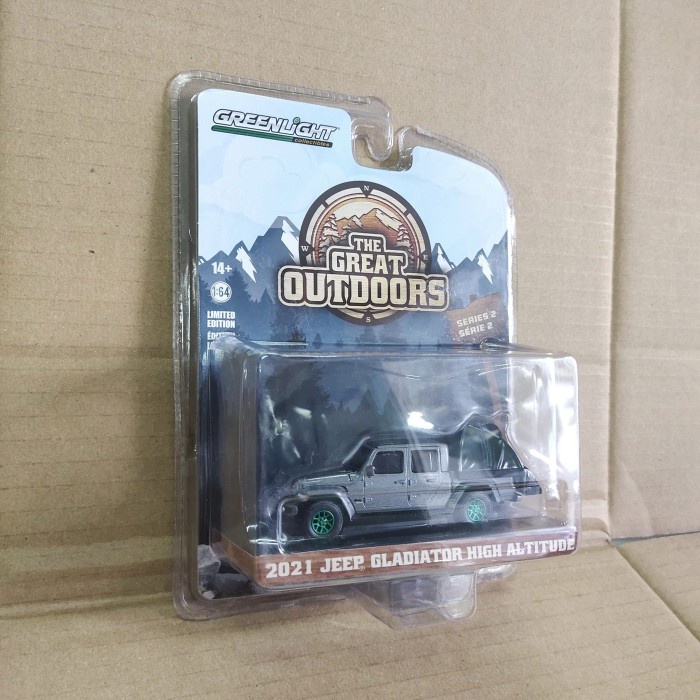 GREENLIGHT
collectibles
N
W
E
THE
GREAT
OUTDOORS
S
14+
1:64
LIMITED
EDITION
SERIES 2
SÉRIE 2
2021 JEEP GLADIATOR HIGH ALTITUDE